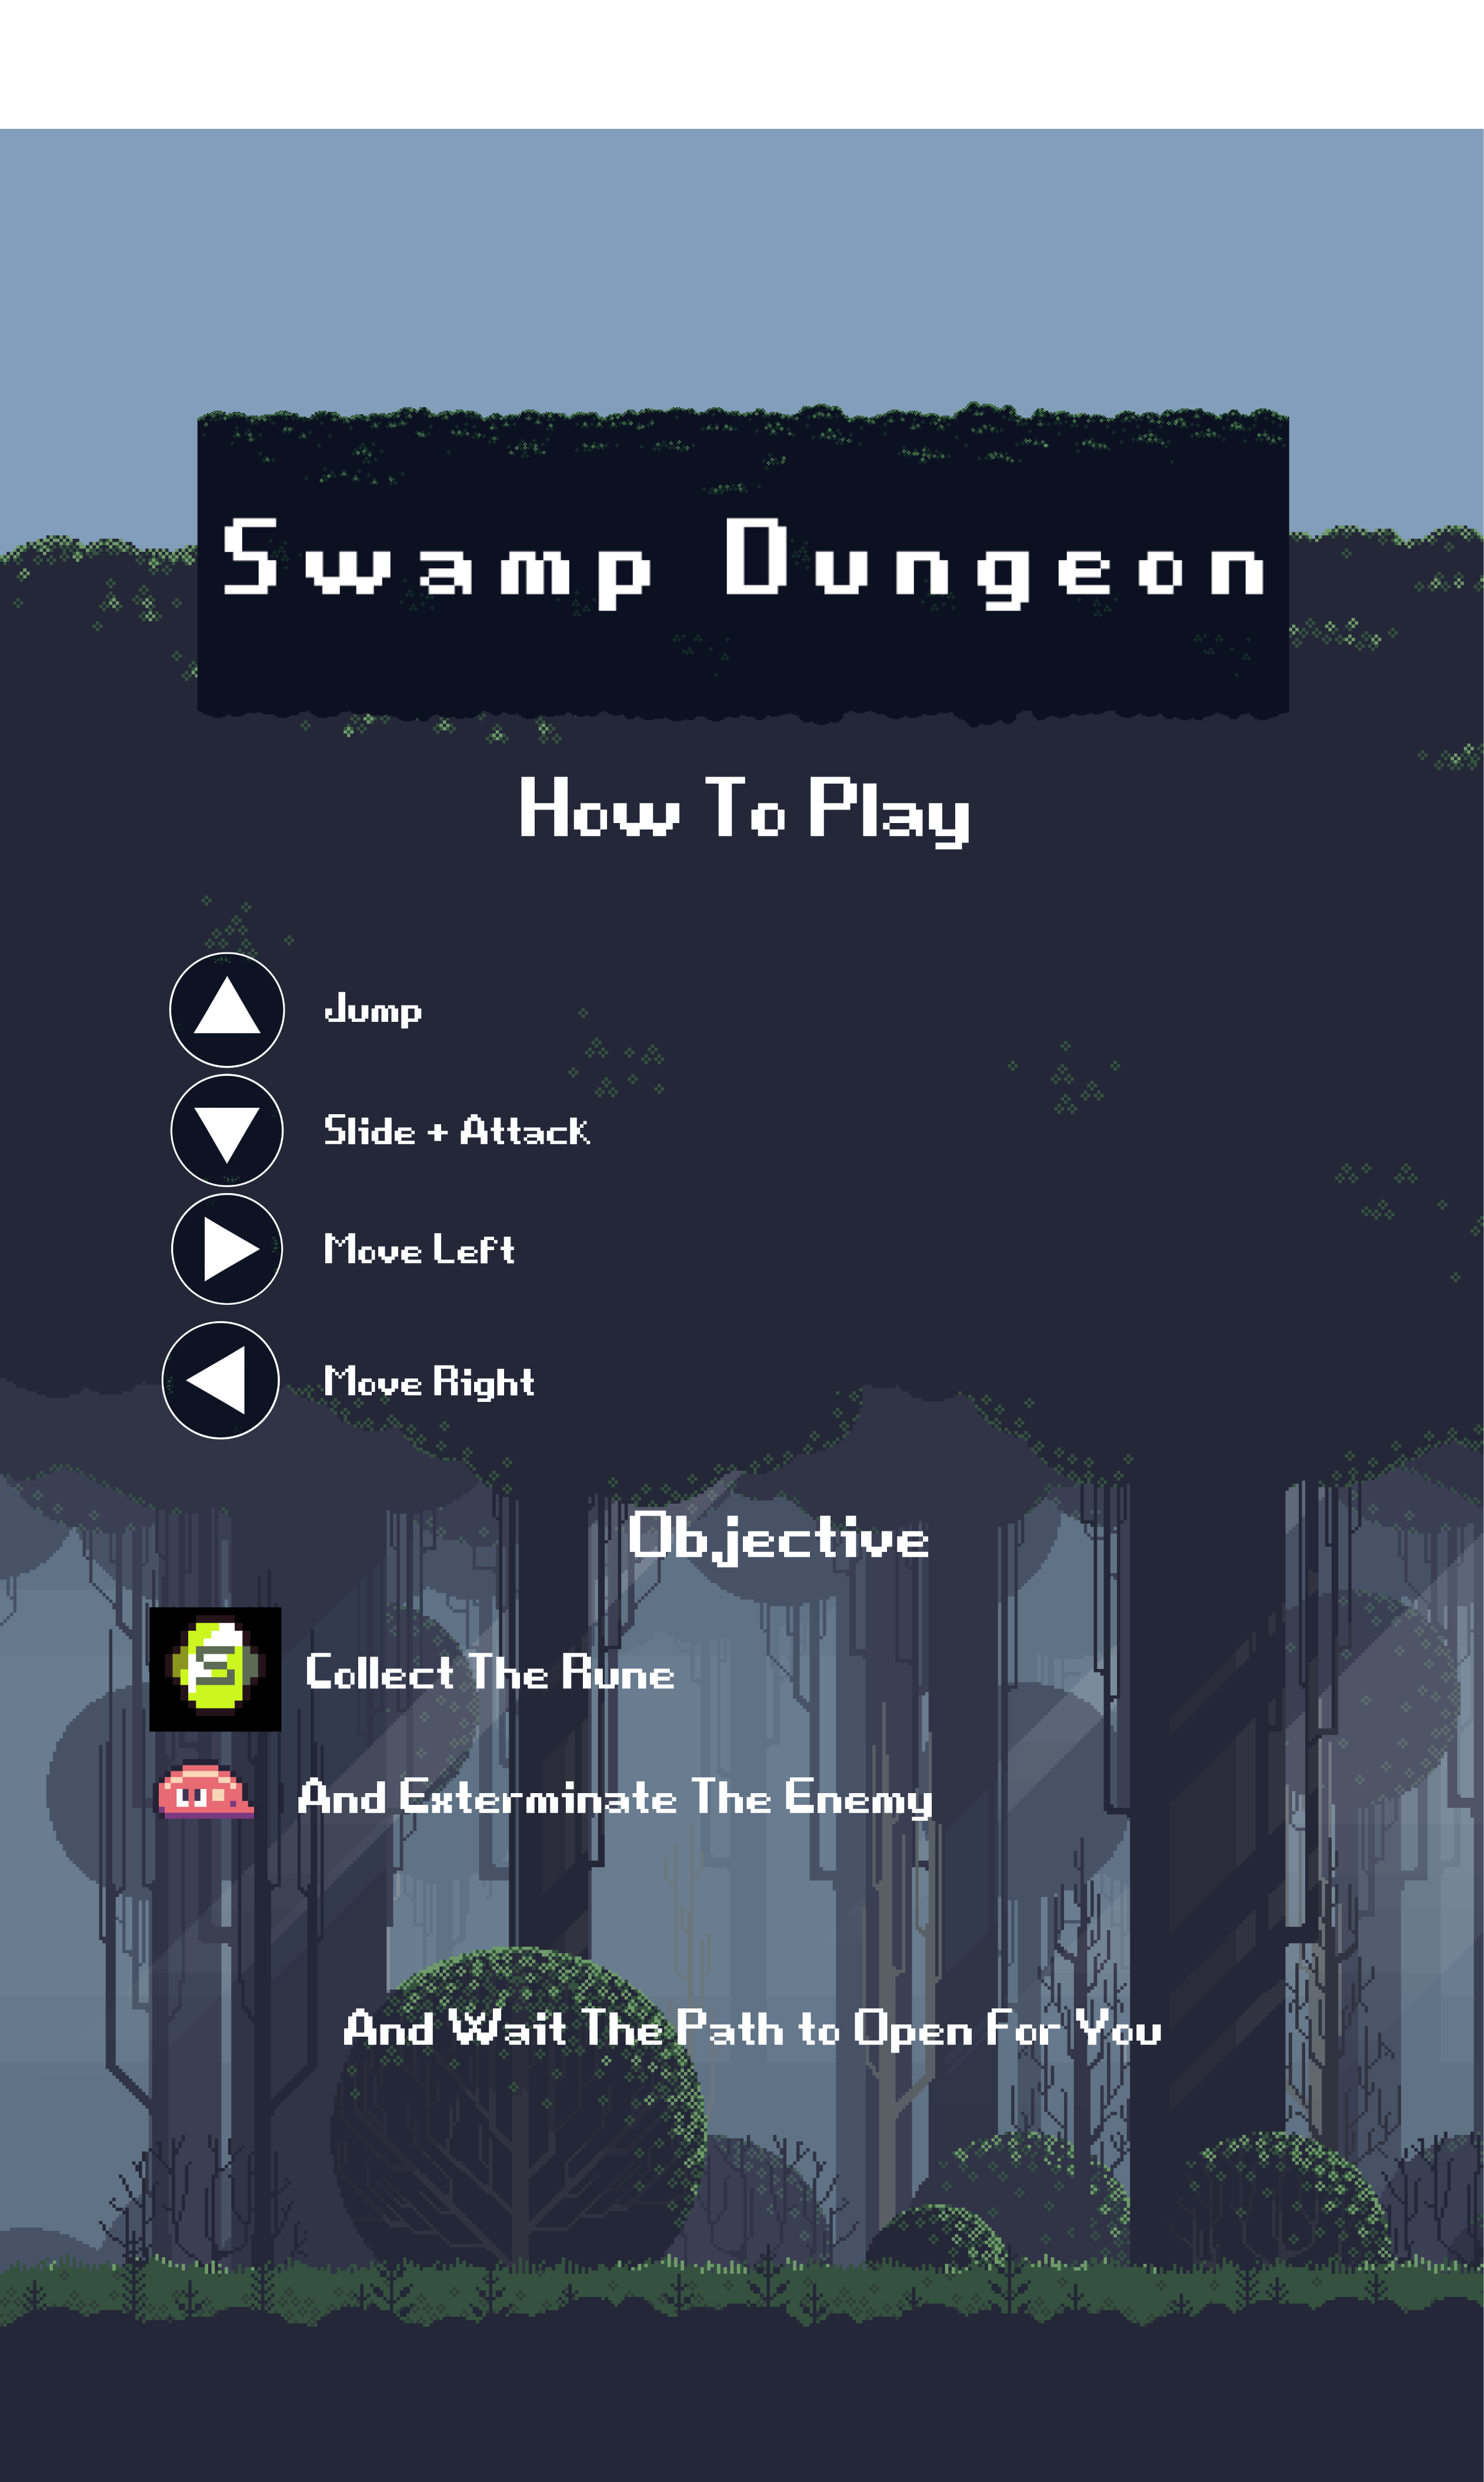 Swamp Dungeon
How To Play
Jump
Slide + Attack
Move Left
Move Right
Objective
Collect The Rune
And Exterminate The Enemy
And Wait The Path to Open For You